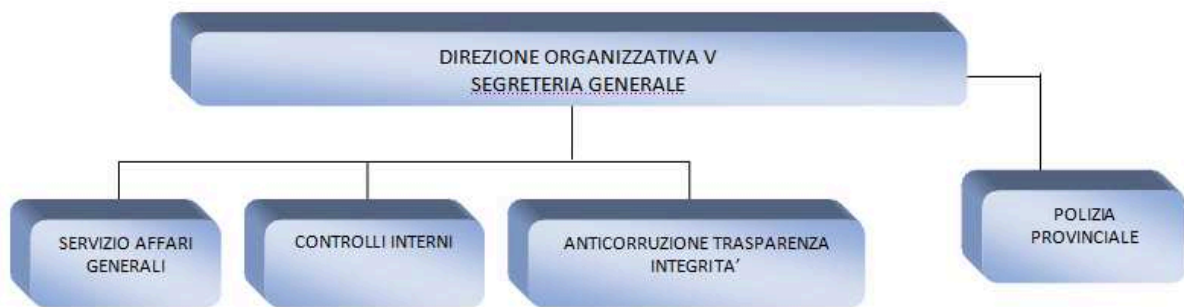 DIREZIONE ORGANIZZATIVA V
SEGRETERIA GENERALE
SERVIZIO AFFARI
GENERALI
CONTROLLI INTERNI
ANTICORRUZIONE TRASPARENZA
INTEGRITA’
POLIZIA
PROVINCIALE